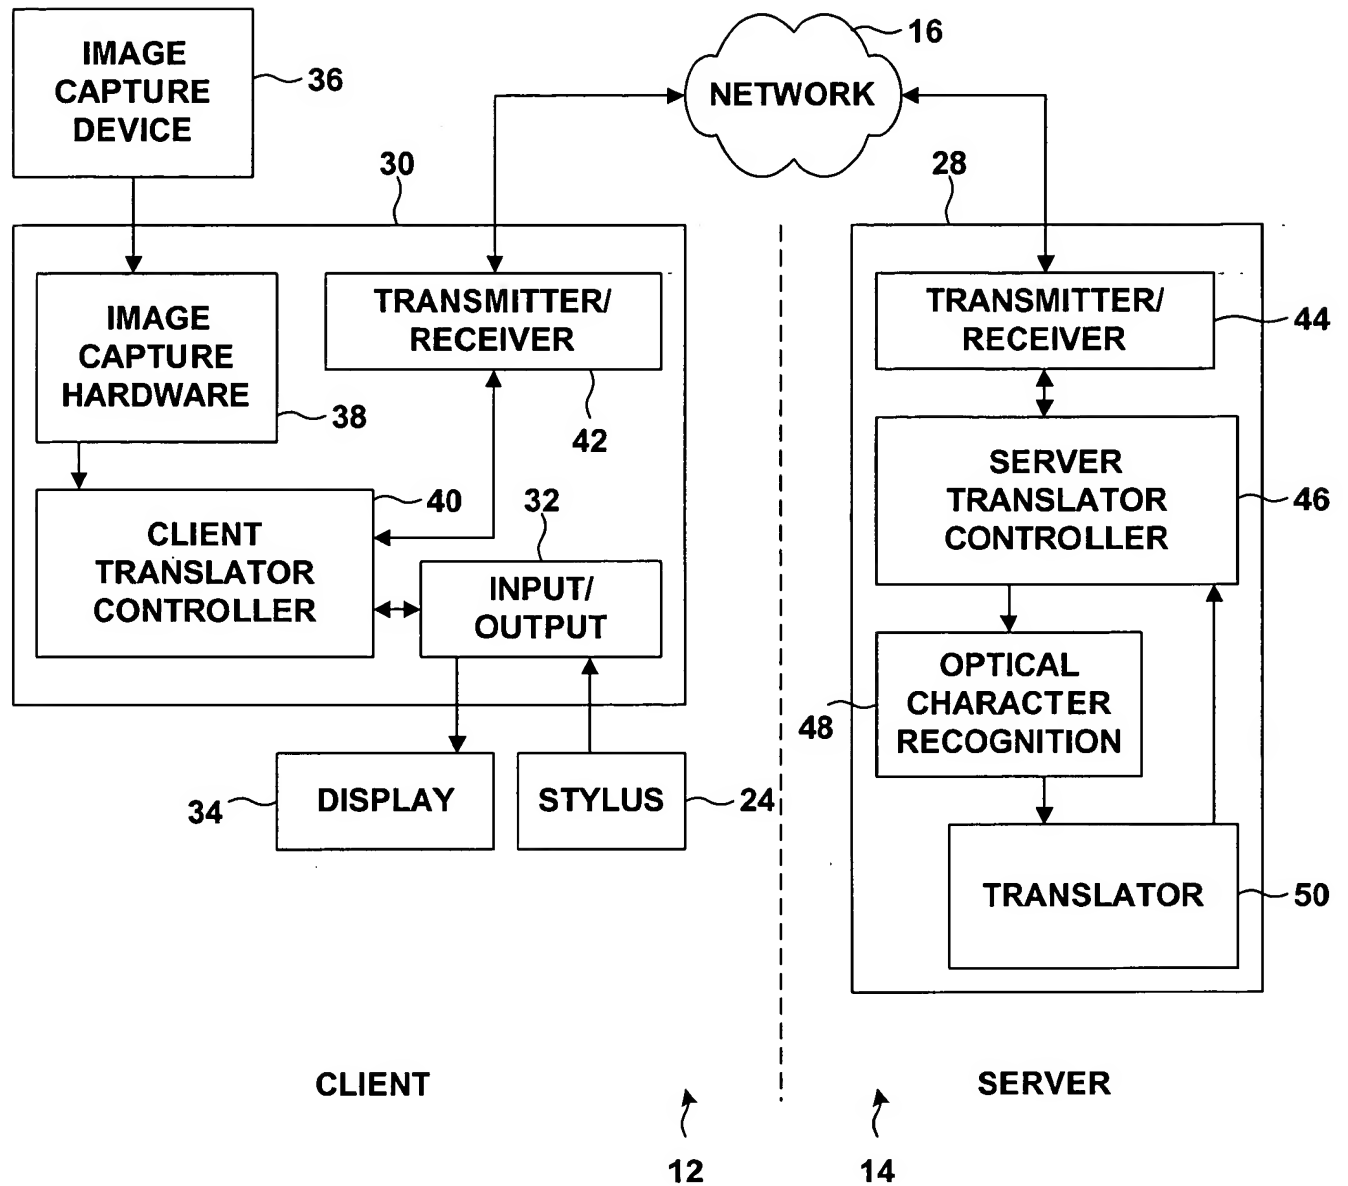 IMAGE
CAPTURE
DEVICE
36
NETWORK
16
30
28
IMAGE
CAPTURE
HARDWARE
38
TRANSMITTER/
RECEIVER
42
TRANSMITTER/
RECEIVER
44
CLIENT
TRANSLATOR
CONTROLLER
40
32
INPUT/
OUTPUT
SERVER
TRANSLATOR
CONTROLLER
46
OPTICAL
CHARACTER
RECOGNITION
48
34
DISPLAY
STYLUS
24
TRANSLATOR
50
CLIENT
SERVER
12
14